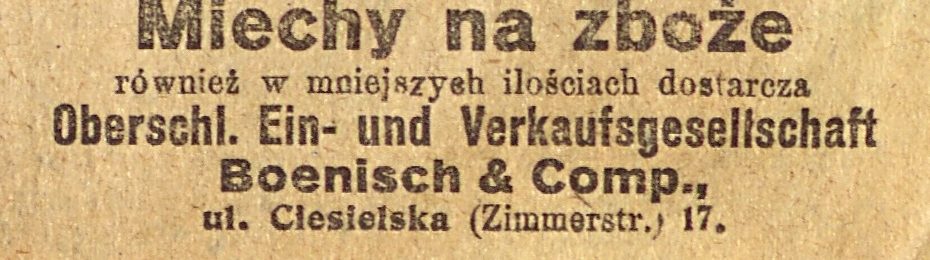 Miechy na zboże
również w mniejszych ilościach dostarcza
Oberschl. Ein- und Verkaufsgesellschaft
Boenisch & Comp.,
ul. Ciesielska (Zimmerstr.) 17.